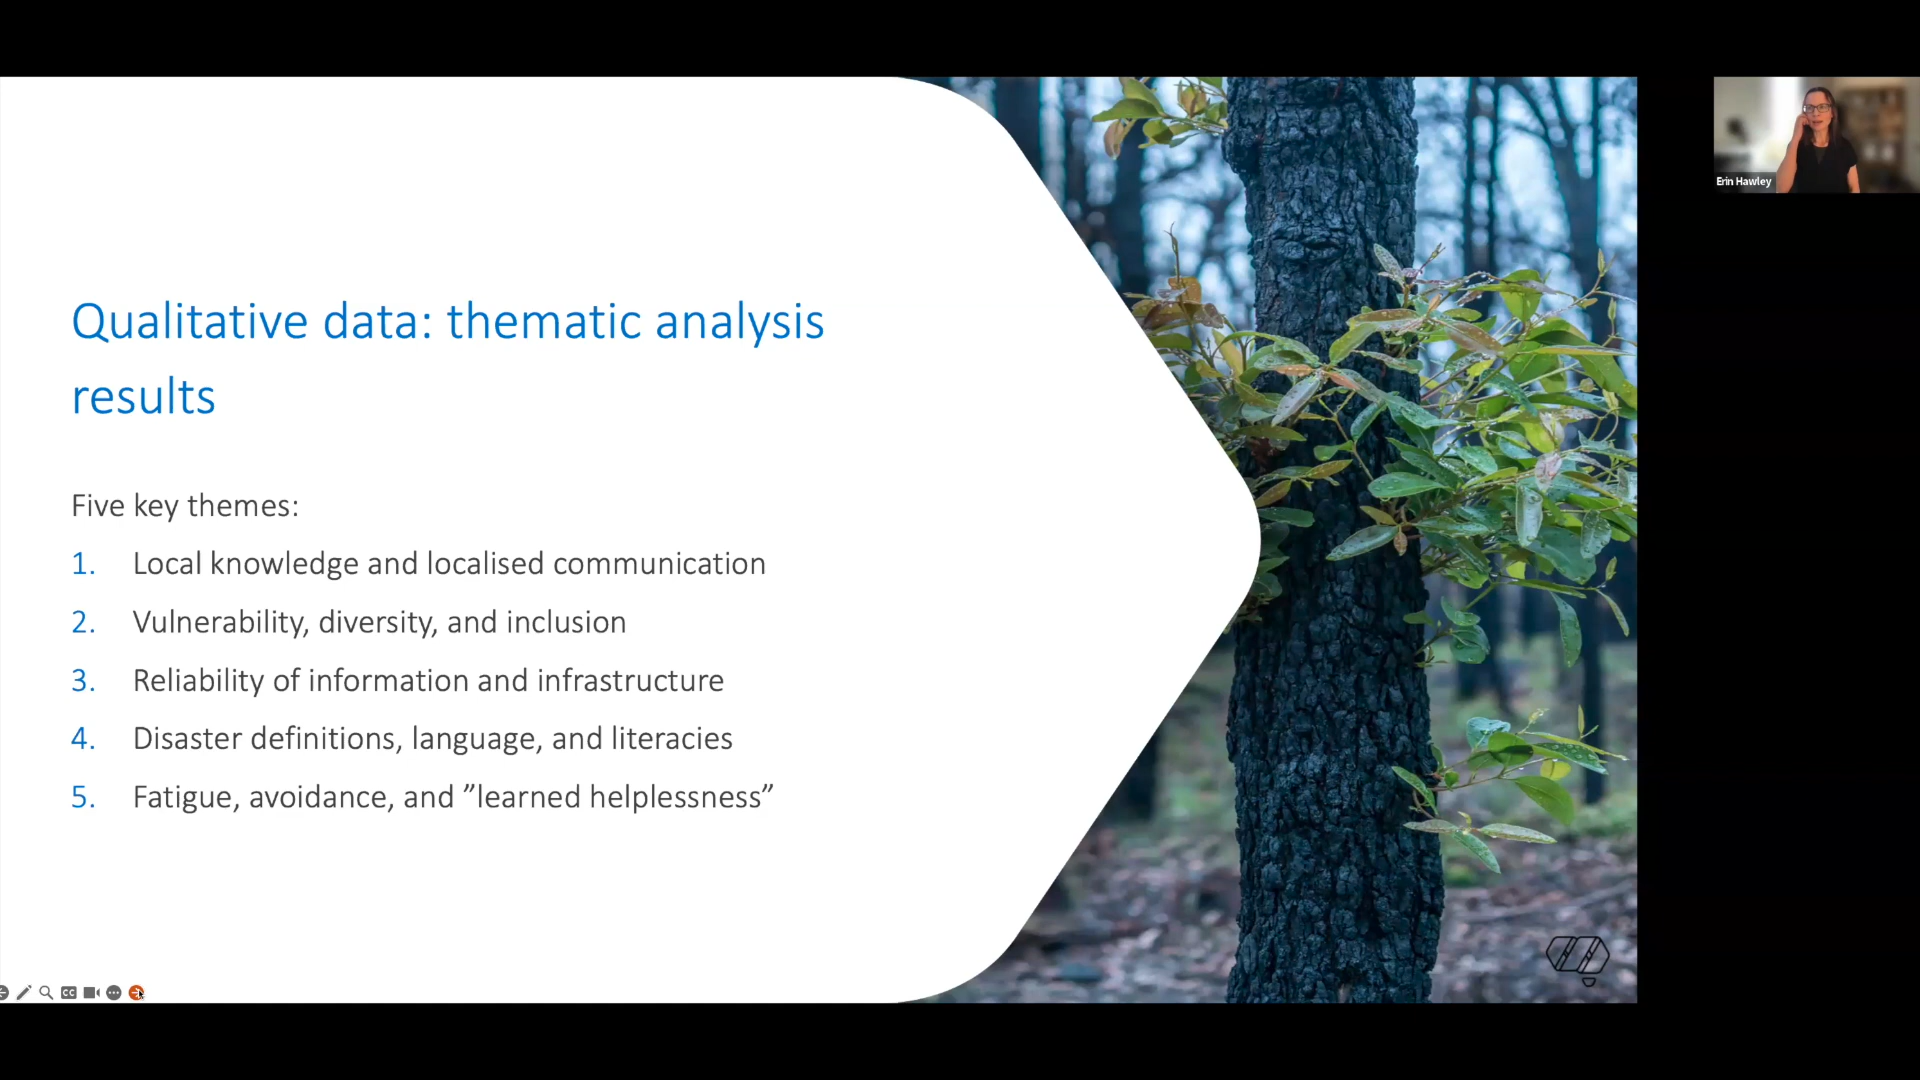 Qualitative data: thematic analysis
results
Five key themes:
1. Local knowledge and localised communication
2. Vulnerability, diversity, and inclusion
3. Reliability of information and infrastructure
4. Disaster definitions, language, and literacies
5. Fatigue, avoidance, and ”learned helplessness”
Erin Hawley
CC